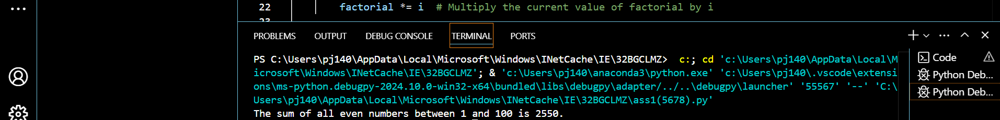 22 factorial *= i # Multiply the current value of factorial by i
PROBLEMS OUTPUT DEBUG CONSOLE TERMINAL PORTS
PS C:\Users\pj140\AppData\Local\Microsoft\Windows\INetCache\IE\32BGCLMZ> c:; cd 'c:\Users\pj140\AppData\Local\M
icrosoft\Windows\INetCache\IE\32BGCLMZ'; & 'c:\Users\pj140\anaconda3\python.exe' 'c:\Users\pj140\.vscode\extensi
ons\ms-python.debugpy-2024.10.0-win32-x64\bundled\libs\debugpy\adapter/../..\debugpy\launcher' '55567' '--' 'C:\
Users\pj140\AppData\Local\Microsoft\Windows\INetCache\IE\32BGCLMZ\ass1(5678).py'
The sum of all even numbers between 1 and 100 is 2550.
Code
Python Deb...
Python Deb...